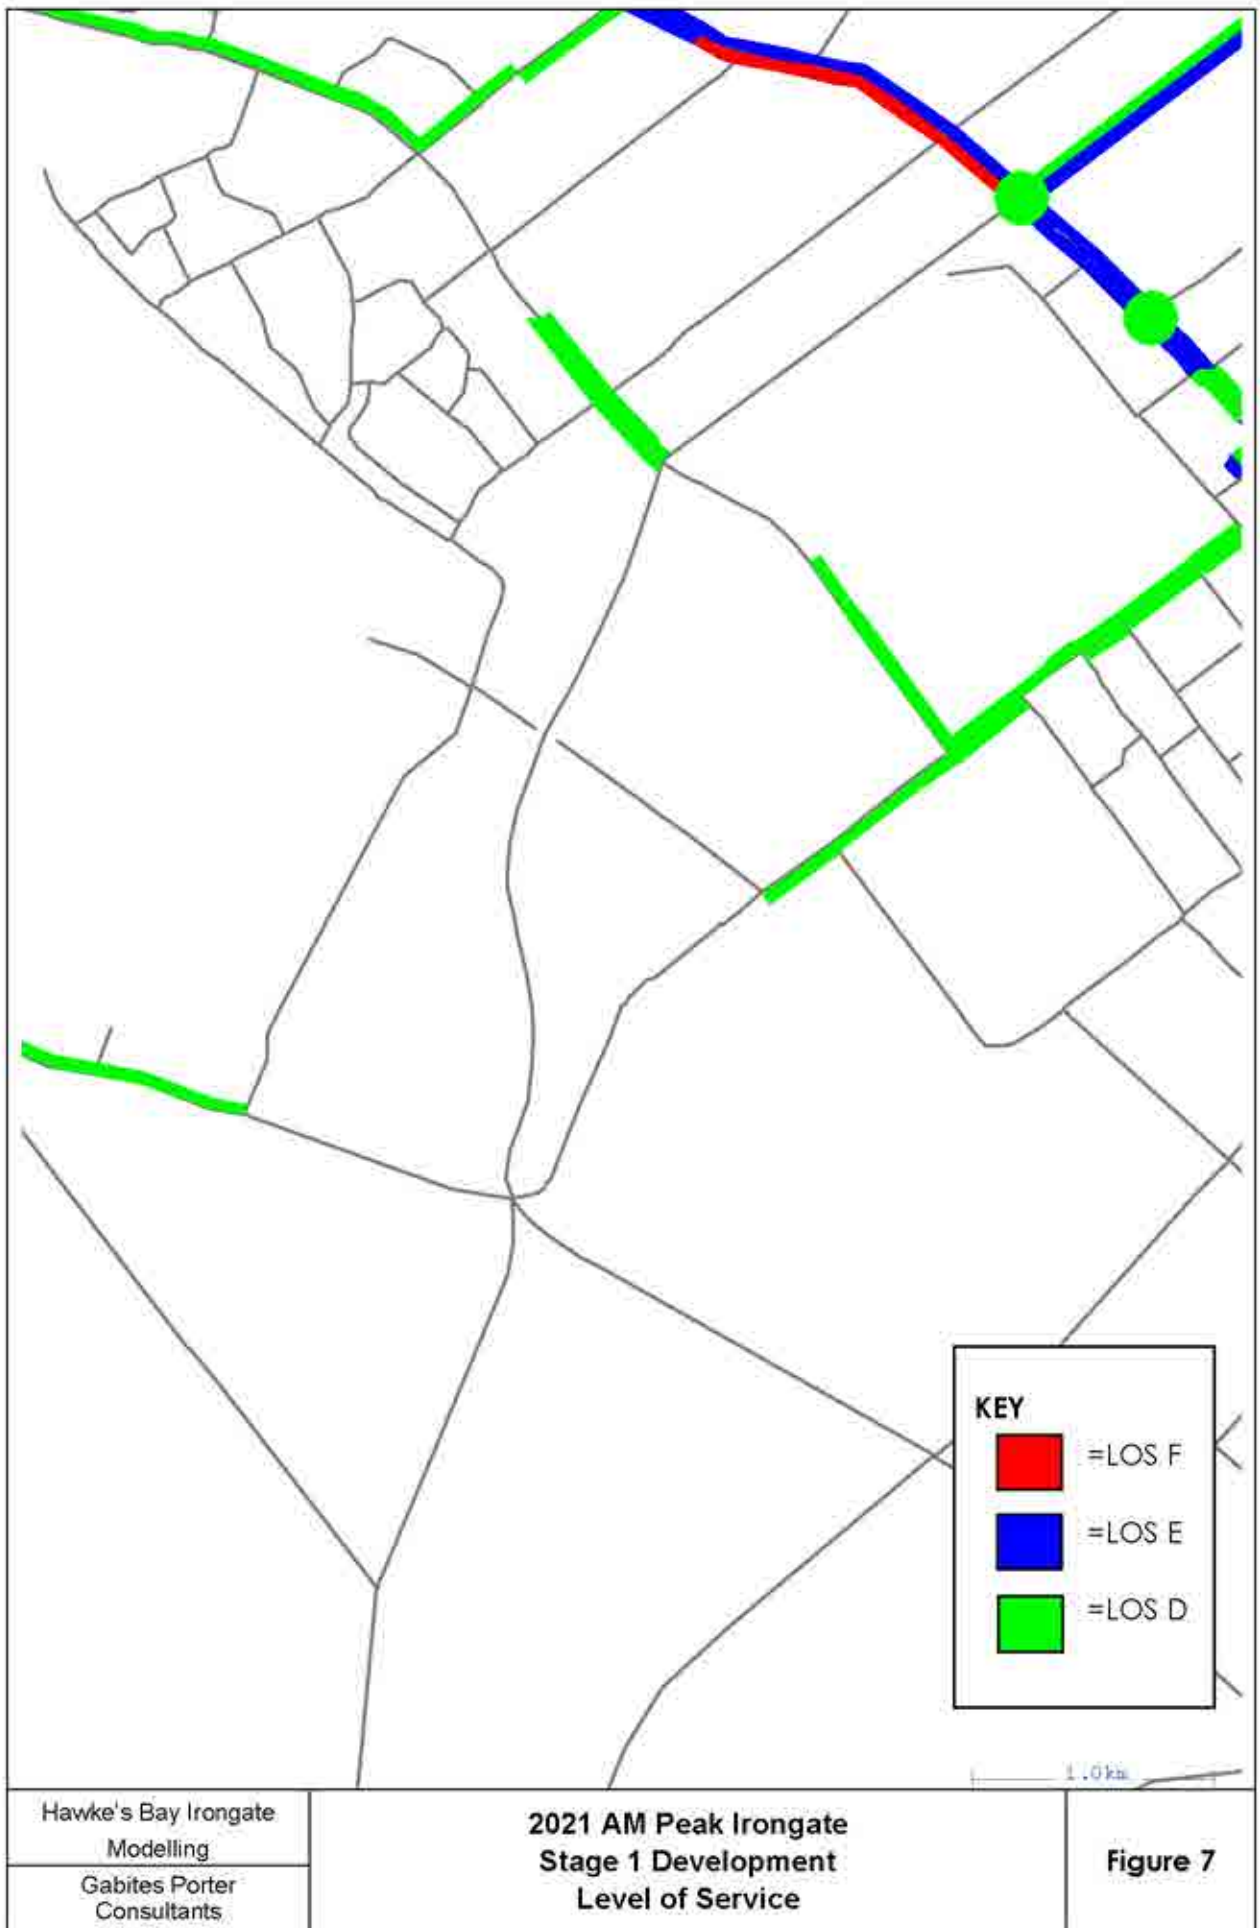 KEY
=LOS F
=LOS E
=LOS D
1.0km
Hawke's Bay Irongate
Modelling
Gabites Porter
Consultants
2021 AM Peak Irongate
Stage 1 Development
Level of Service
Figure 7